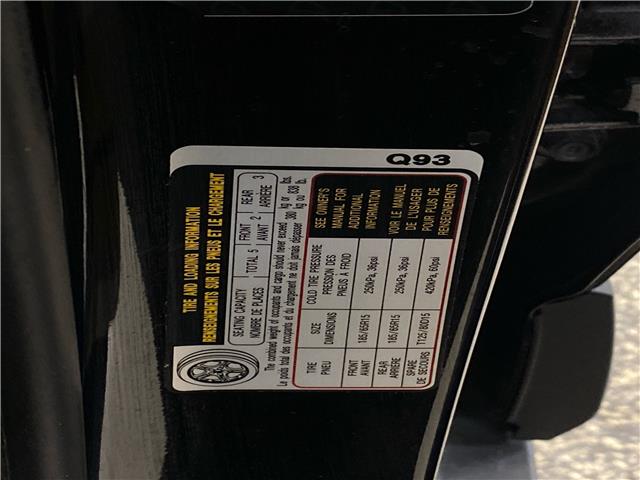 Q93
TIRE AND LOADING INFORMATION
RENSEIGNEMENTS SUR LES PNEUS ET LE CHARGEMENT
SEATING CAPACITY
NOMBRE DE PLACES
TOTAL 5
FRONT
AVANT 2
REAR
ARRIÈRE 3
The combined weight of occupants and cargo should never exceed 380 kg or 838 lbs.
Le poids total des occupants et du chargement ne doit jamais dépasser 380 kg ou 838 lb.
TIRE
PNEU
SIZE
DIMENSIONS
COLD TIRE PRESSURE
PRESSION DES
PNEUS À FROID
FRONT
AVANT
185/65R15
250kPa, 36psi
REAR
ARRIÈRE
185/65R15
250kPa, 36psi
SPARE
DE SECOURS
T125/80D15
420kPa, 60psi
SEE OWNER'S
MANUAL FOR
ADDITIONAL
INFORMATION
VOIR LE MANUEL
DE L'USAGER
POUR PLUS DE
RENSEIGNEMENTS